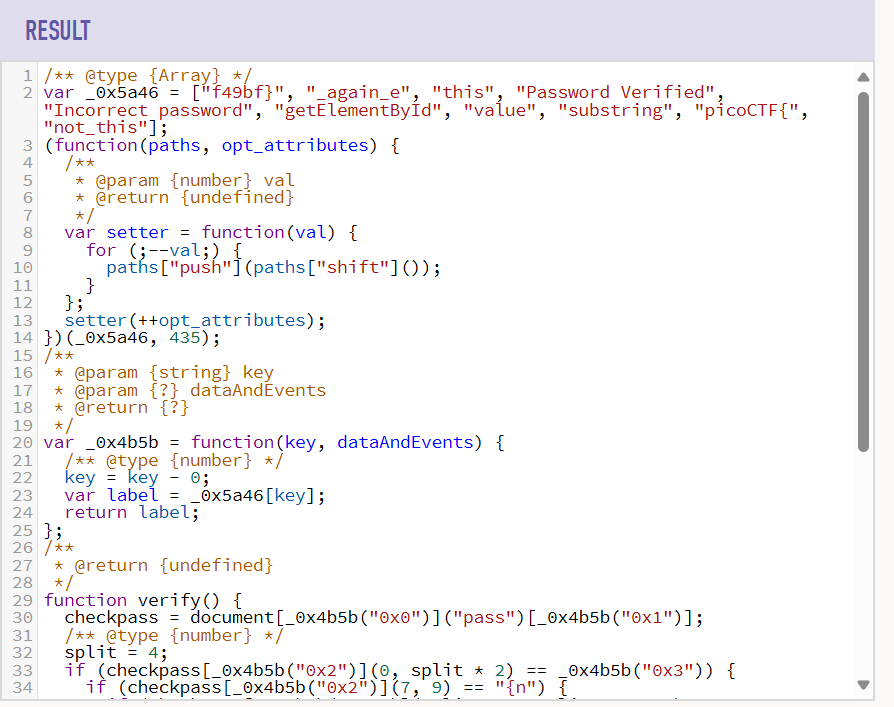 RESULT
1 /** @type {Array} */
2 var _0x5a46 = ["f49bf}", "_again_e", "this", "Password Verified",
"Incorrect password", "getElementById", "value", "substring", "picoCTF{",
"not_this"];
3 (function(paths, opt_attributes) {
4 /**
5 * @param {number} val
6 * @return {undefined}
7 */
8 var setter = function(val) {
9 for (;--val;) {
10 paths["push"](paths["shift"]());
11 }
12 };
13 setter(++opt_attributes);
14 })(_0x5a46, 435);
15 /**
16 * @param {string} key
17 * @param {?} dataAndEvents
18 * @return {?}
19 */
20 var _0x4b5b = function(key, dataAndEvents) {
21 /** @type {number} */
22 key = key - 0;
23 var label = _0x5a46[key];
24 return label;
25 };
26 /**
27 * @return {undefined}
28 */
29 function verify() {
30 checkpass = document[_0x4b5b("0x0")]("pass")[_0x4b5b("0x1")];
31 /** @type {number} */
32 split = 4;
33 if (checkpass[_0x4b5b("0x2")](0, split * 2) == _0x4b5b("0x3")) {
34 if (checkpass[_0x4b5b("0x2")](7, 9) == "{n") {